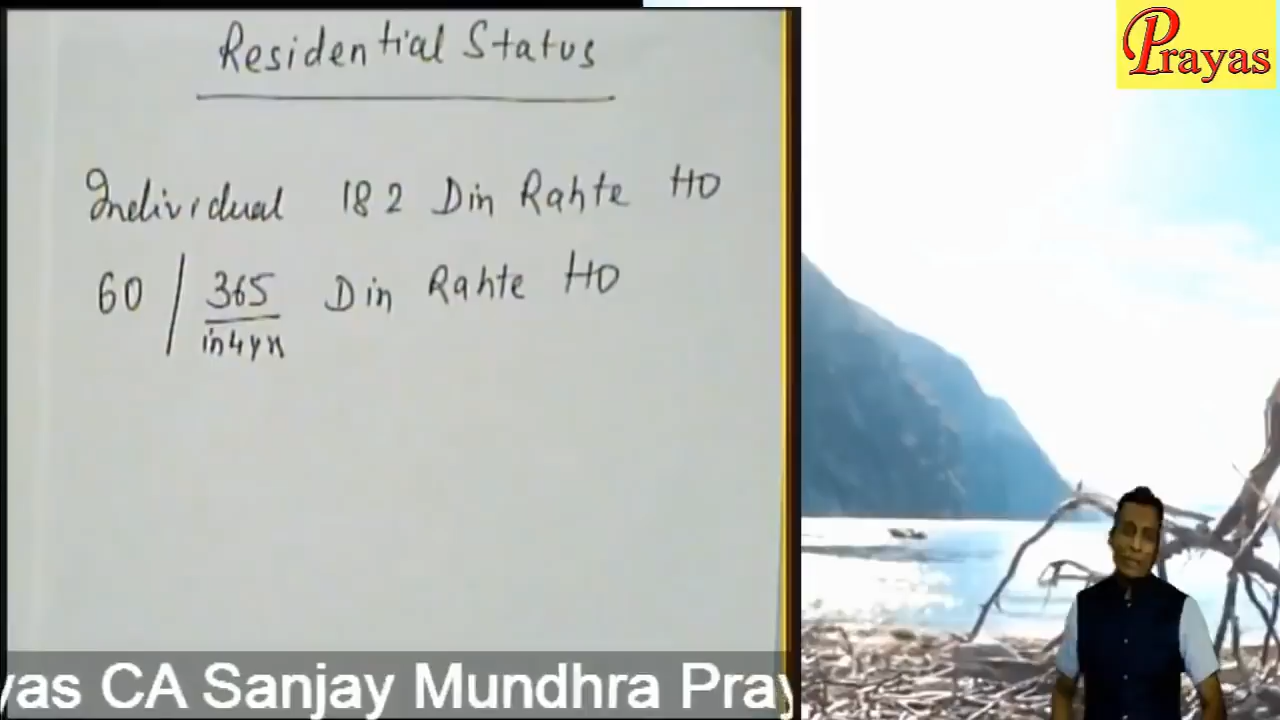 Residential Status
Prayas
Individual 182 Din Rahte HO
60 / 365 Din Rahte HO
in 4 yr
yas CA Sanjay Mundhra Pray